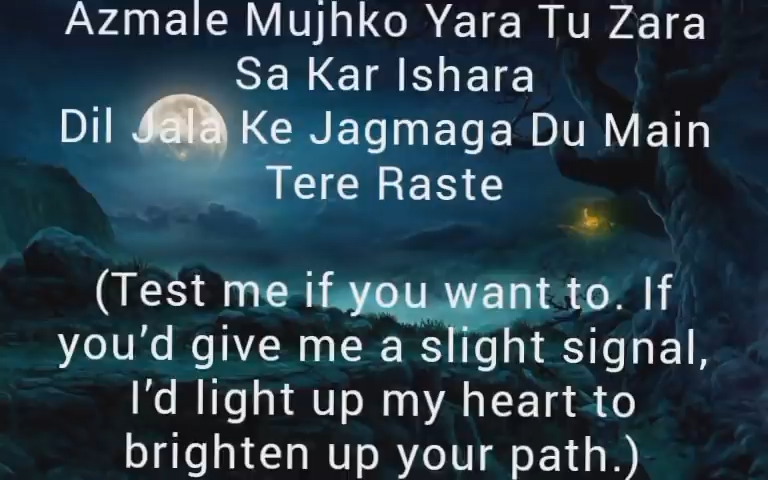 Azmale Mujhko Yara Tu Zara
Sa Kar Ishara
Dil Jala Ke Jagmaga Du Main
Tere Raste
(Test me if you want to. If
you'd give me a slight signal,
I'd light up my heart to
brighten up your path.)